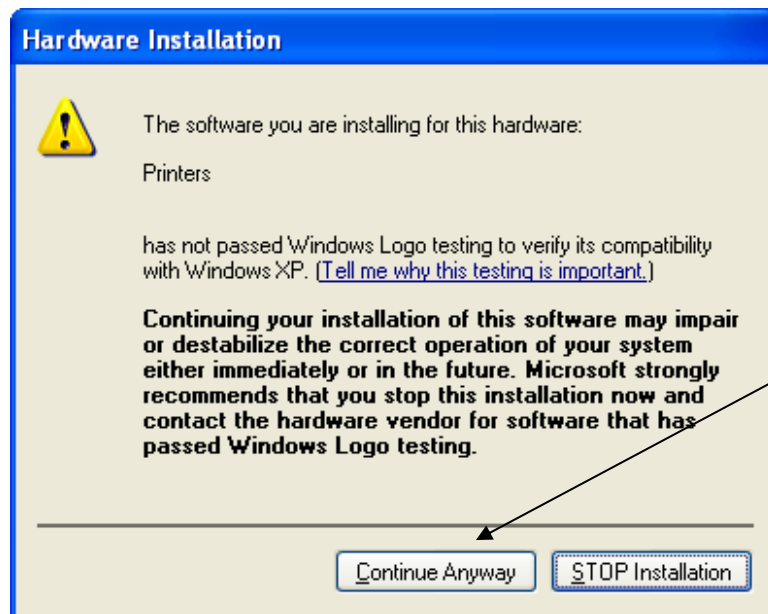 Hardware Installation
The software you are installing for this hardware:
Printers
has not passed Windows Logo testing to verify its compatibility
with Windows XP. (Tell me why this testing is important.)
Continuing your installation of this software may impair
or destabilize the correct operation of your system
either immediately or in the future. Microsoft strongly
recommends that you stop this installation now and
contact the hardware vendor for software that has
passed Windows Logo testing.
Continue Anyway STOP Installation